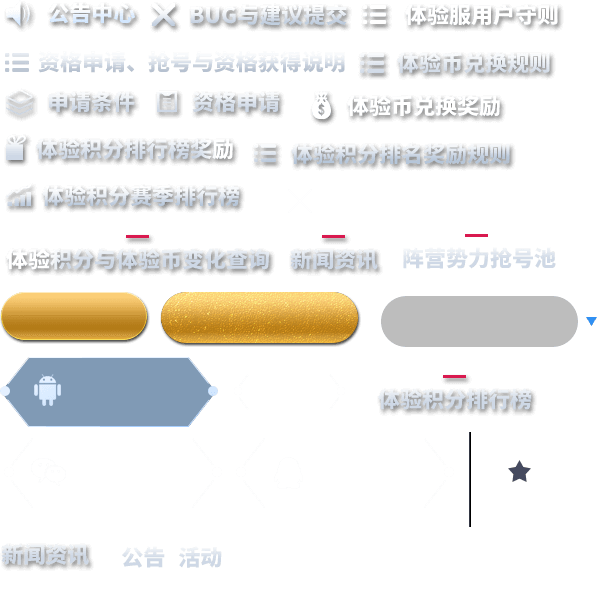 公告中心 BUG与建议提交 体验服用户守则
资格申请、抢号与资格获得说明 体验币兑换规则
申请条件 资格申请 体验币兑换奖励
体验积分排行榜奖励 体验积分排名奖励规则
体验积分赛季排行榜
体验积分与体验币变化查询 新闻资讯 阵营势力抢号池
体验积分排行榜
新闻资讯 公告 活动